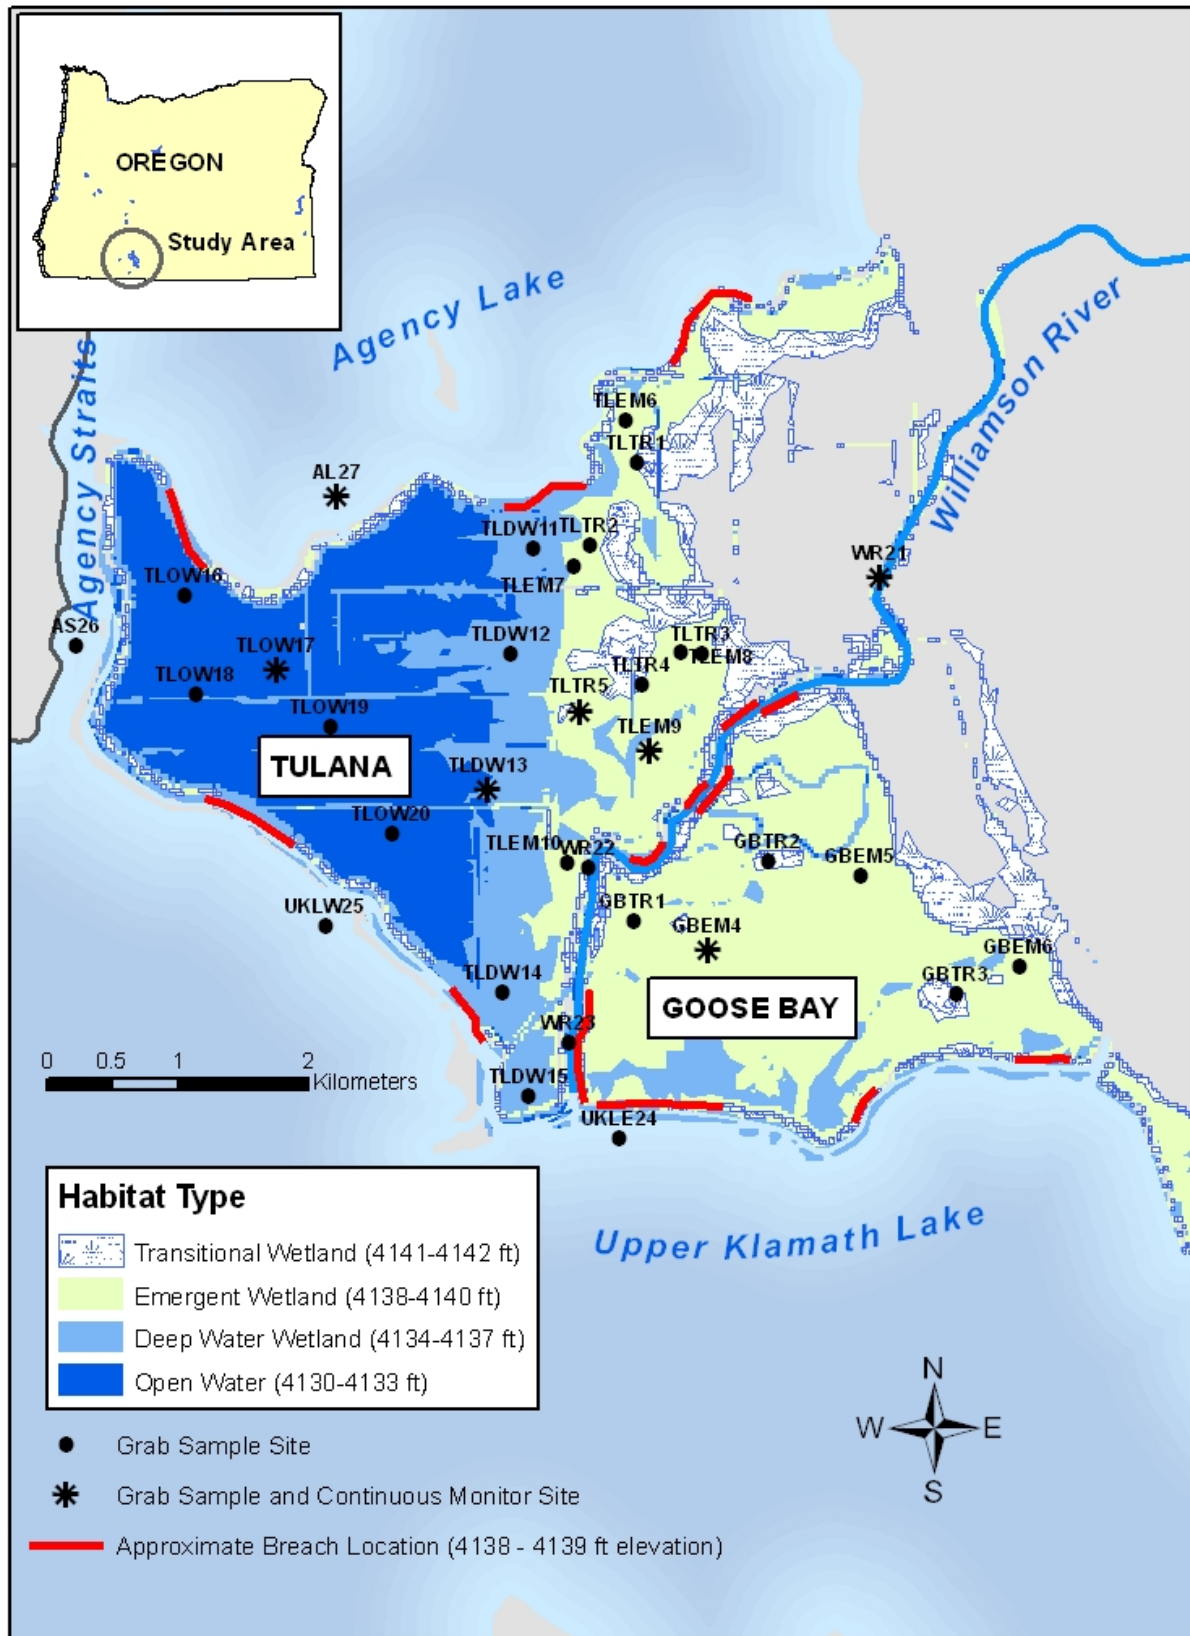 OREGON
Study Area
Agency Lake
Agency Straits
Williamson River
TLEM6
TLTR1
AL27
TLDW11
TLTR2
WR21
TLEM7
TLOW16
AS26
TLDW12
TLTR3
TLEM8
TLOW17
TLTR4
TLOW18
TLTR5
TLOW19
TLEM9
TULANA
TLDW13
TLOW20
TLEM10
WR22
GBTR2
GBEM5
UKLW25
GBTR1
GBEM4
GBEM6
TLDW14
GBTR3
GOOSE BAY
WR23
0 0.5 1 2
Kilometers
TLDW15
UKLE24
Upper Klamath Lake
Habitat Type
Transitional Wetland (4141-4142 ft)
Emergent Wetland (4138-4140 ft)
Deep Water Wetland (4134-4137 ft)
Open Water (4130-4133 ft)
Grab Sample Site
Grab Sample and Continuous Monitor Site
Approximate Breach Location (4138 - 4139 ft elevation)
N
W E
S